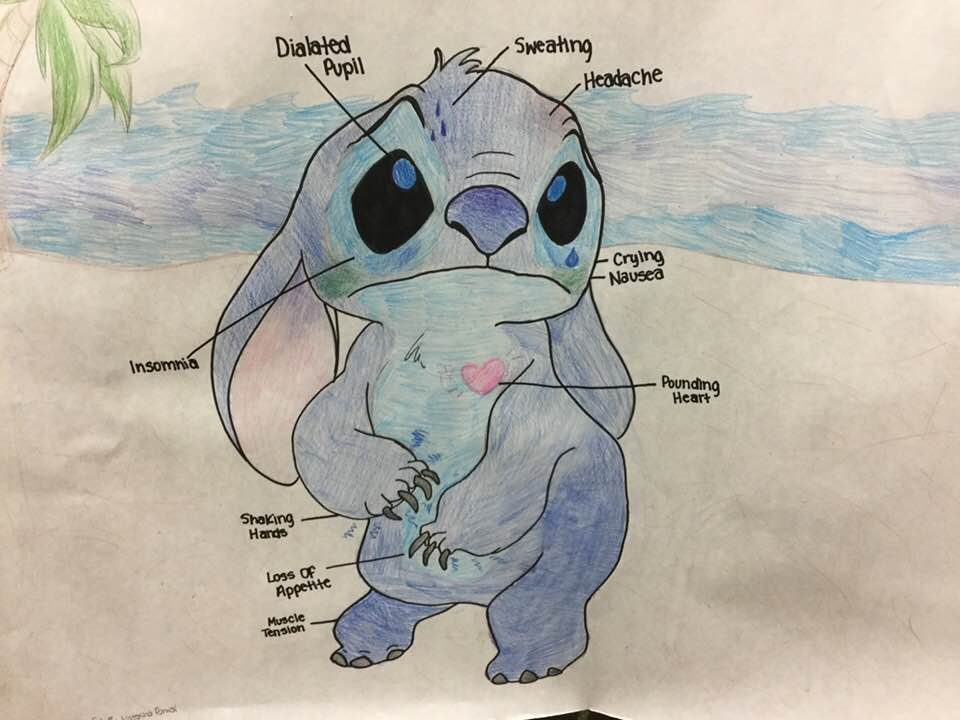 Dialated
Pupil
Sweating
Headache
Crying
Nausea
Insomnia
Pounding
Heart
Shaking
Hands
Loss Of
Appetite
Muscle
Tension